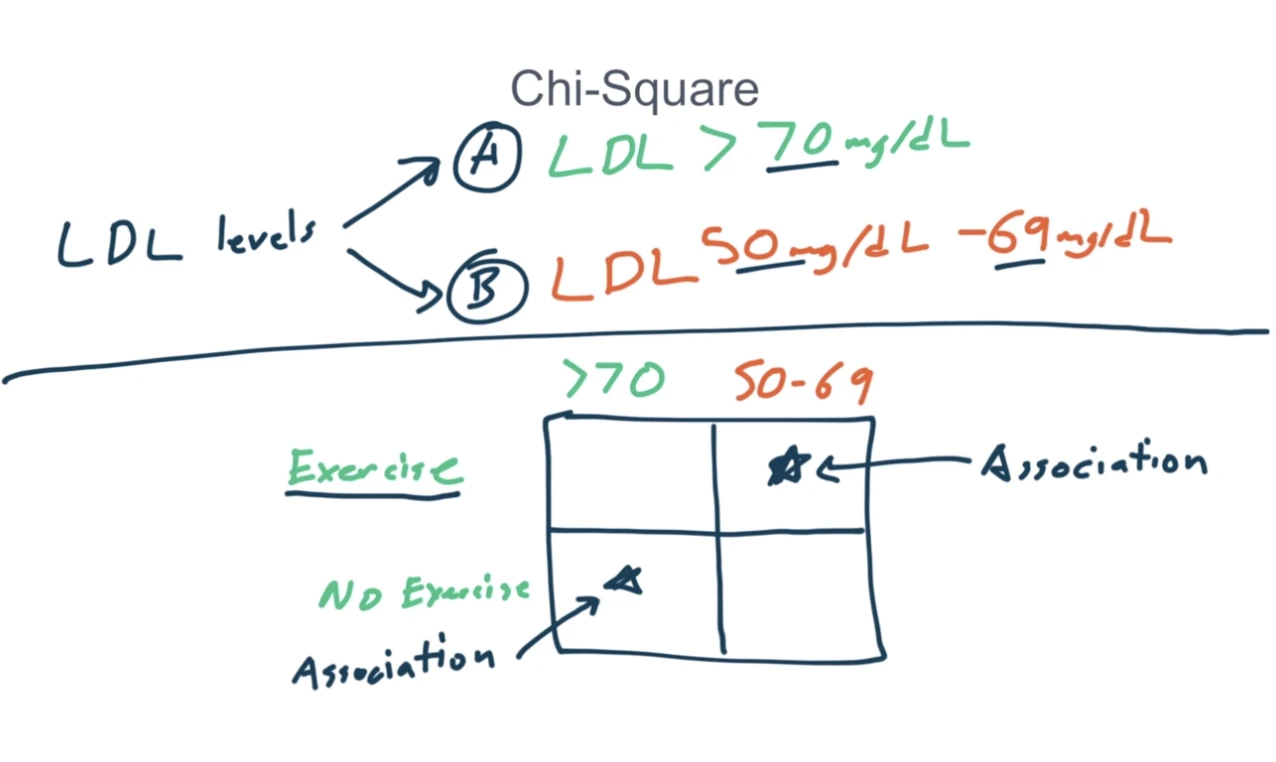 Chi-Square
A LDL > 70 mg/dL
LDL levels
B LDL 50 mg/dL - 69 mg/dL
>70 50-69
Exercise
Association
No Exercise
Association